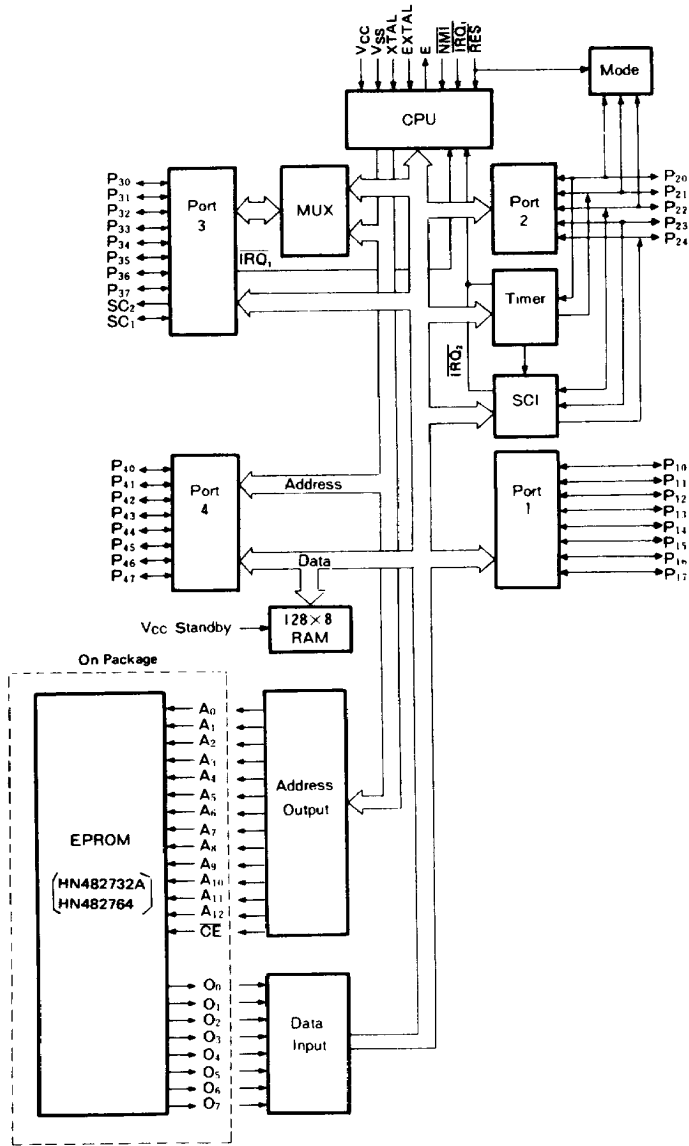 VCC
VSS
XTAL
EXTAL
E
NMI
IRQ1
RES
Mode
CPU
P30
P31
P32
P33
P34
P35
P36
P37
SC2
SC1
Port
3
MUX
IRQ1
Port
2
P20
P21
P22
P23
P24
Timer
IRQ2
SCI
P40
P41
P42
P43
P44
P45
P46
P47
Port
4
Address
Data
Port
1
P10
P11
P12
P13
P14
P15
P16
P17
VCC Standby
128×8
RAM
On Package
EPROM
(HN482732A
HN482764)
A0
A1
A2
A3
A4
A5
A6
A7
A8
A9
A10
A11
A12
CE
Address
Output
O0
O1
O2
O3
O4
O5
O6
O7
Data
Input